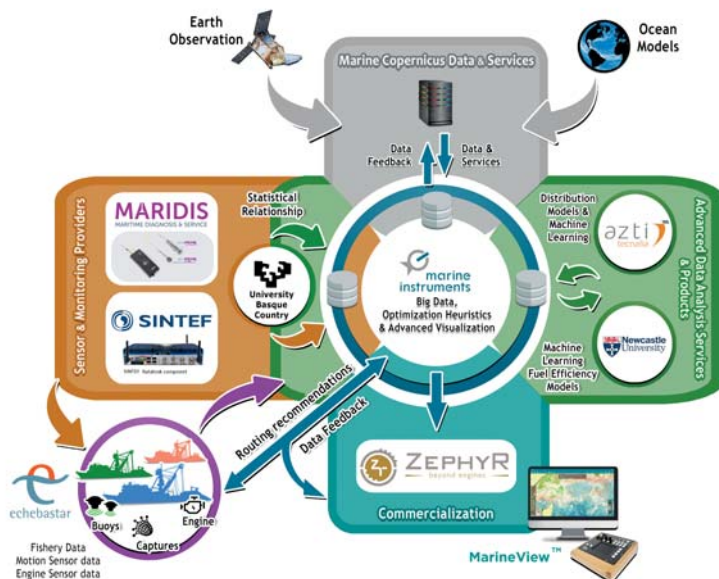 Earth
Observation
Ocean
Models
Marine Copernicus Data & Services
Data
Feedback
Data &
Services
Sensor & Monitoring Providers
MARIDIS
MARITIME DIAGNOSIS & SERVICE
SINTEF
Statistical
Relationship
University
Basque
Country
marine
instruments
Big Data,
Optimization Heuristics
& Advanced Visualization
Distribution Models &
Machine
Learning
azti
tecnalia
Advanced Data Analysis Services
& Products
Newcastle
University
Machine
Learning
Fuel Efficiency
Models
Routing recommendations
Data Feedback
echebastar
Buoys
Captures
Engine
Fishery Data
Motion Sensor data
Engine Sensor data
ZT
ZEPHYR
beyond engines
Commercialization
MarineView™